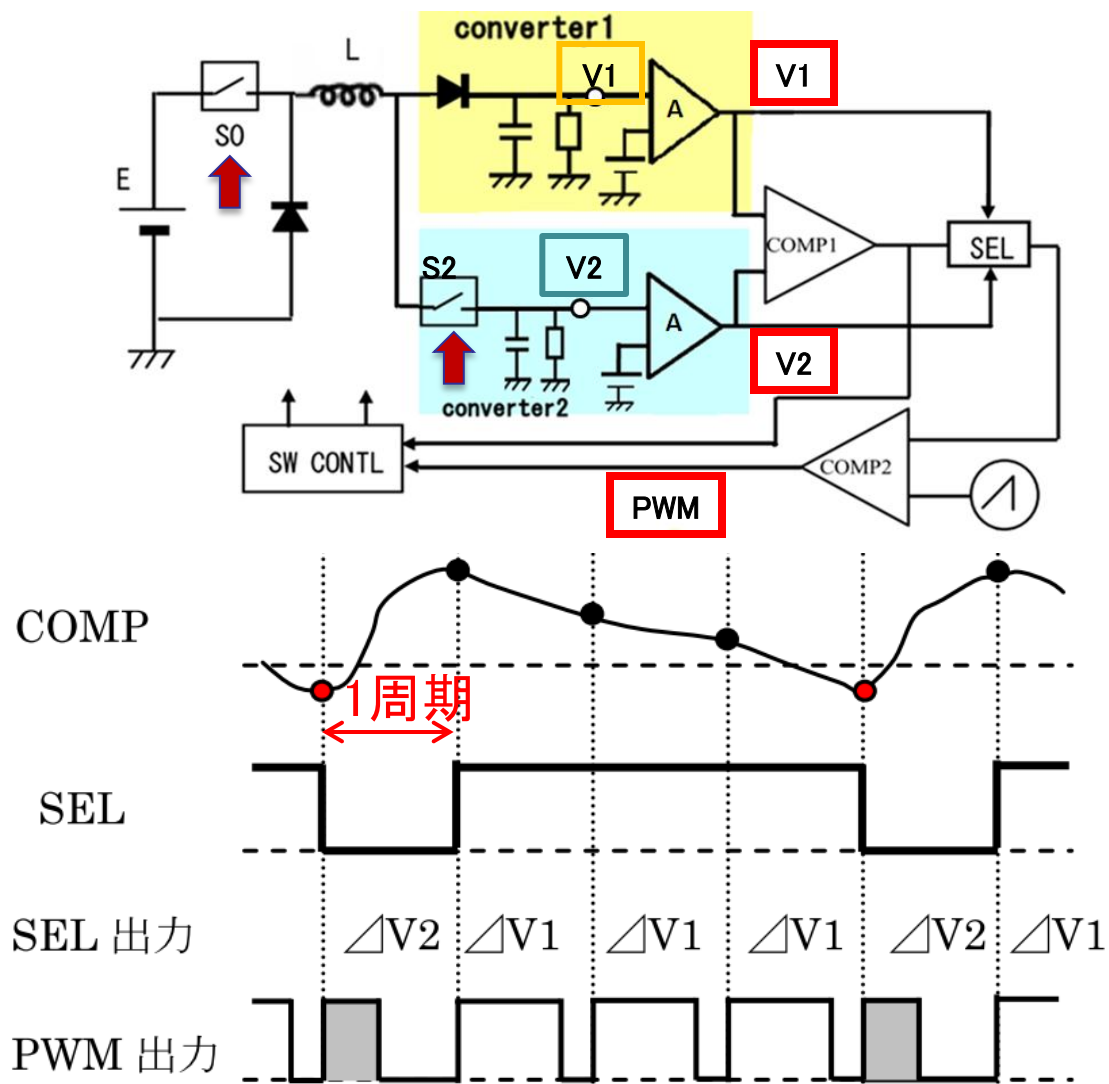 converter1
L
V1
V1
A
S0
E
COMP1
SEL
S2
V2
A
V2
converter2
SW CONTL
COMP2
PWM
COMP
1周期
SEL
SEL 出力
⊿V2
⊿V1
⊿V1
⊿V1
⊿V2
⊿V1
PWM 出力